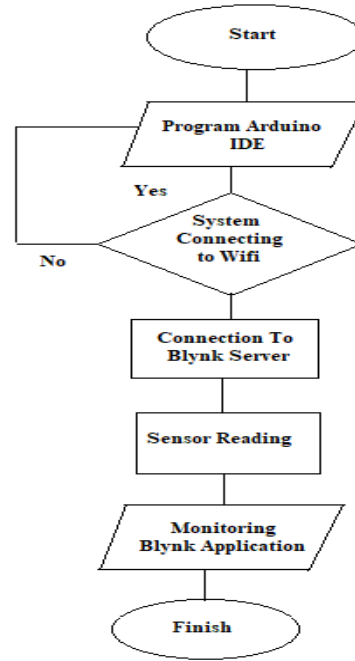 Start
Program Arduino
IDE
Yes
System
Connecting
to Wifi
No
Connection To
Blynk Server
Sensor Reading
Monitoring
Blynk Application
Finish